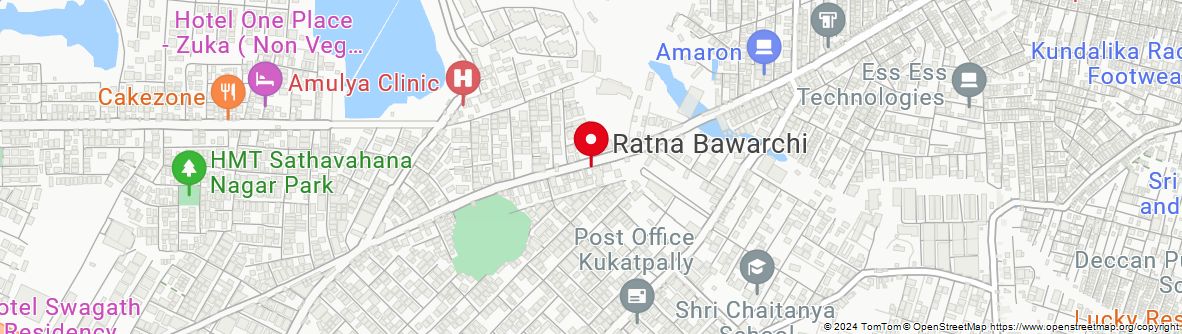 Hotel One Place
- Zuka ( Non Veg...
Cakezone
Amulya Clinic
H
Amaron
Kundalika Rad
Footwea
Ess Ess
Technologies
Ratna Bawarchi
HMT Sathavahana
Nagar Park
Sri
and
Post Office
Kukatpally
Deccan Pu
Sc
Shri Chaitanya
School
otel Swagath
Residency
Lucky Res
© 2024 TomTom © OpenStreetMap https://www.openstreetmap.org/copyright